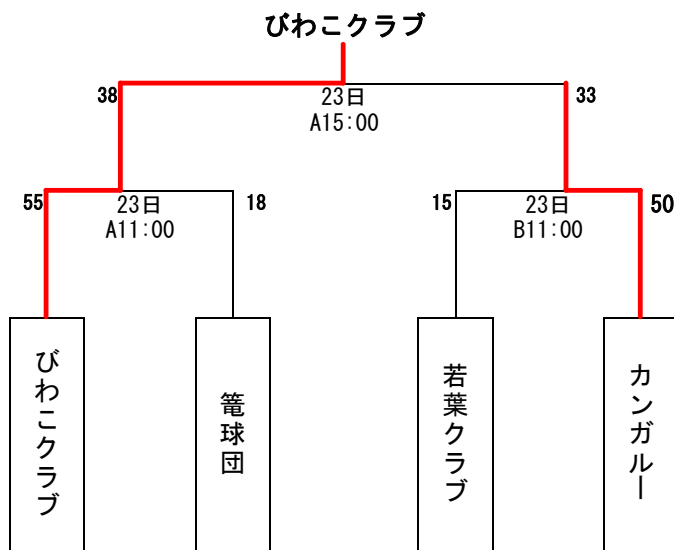 びわこクラブ
38
23日
A15:00
33
55
23日
A11:00
18
15
23日
B11:00
50
びわこクラブ
篭球団
若葉クラブ
カンガルー